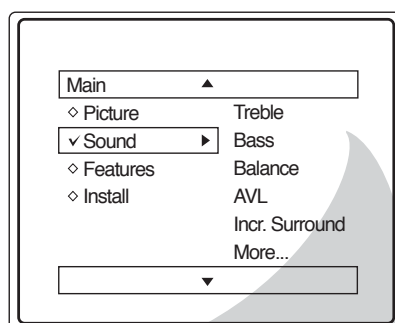 Main
Picture Treble
Sound Bass
Features Balance
Install AVL
Incr. Surround
More...